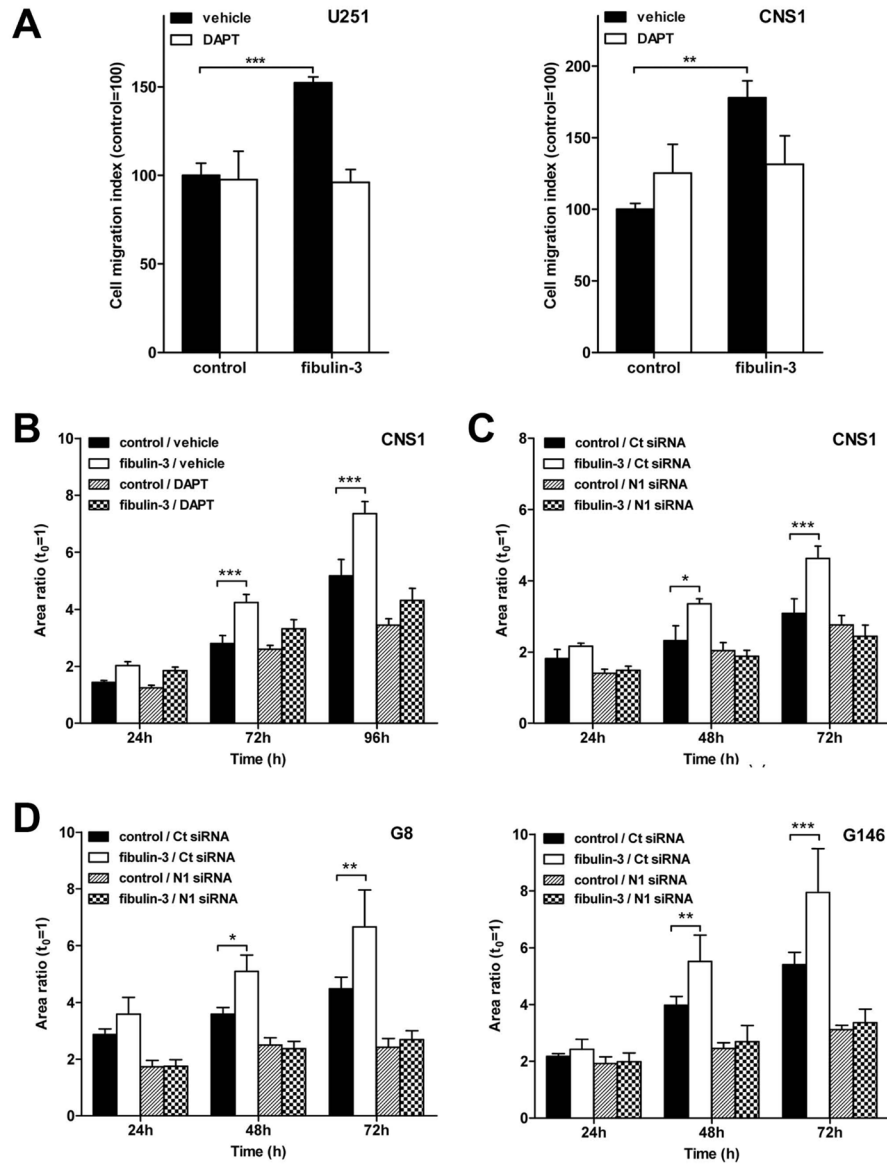 A
U251
vehicle
DAPT
***
Cell migration index (control=100)
150
100
50
0
control
fibulin-3
CNS1
vehicle
DAPT
**
Cell migration index (control=100)
200
150
100
50
0
control
fibulin-3
B
CNS1
control / vehicle
fibulin-3 / vehicle
control / DAPT
fibulin-3 / DAPT
***
***
Area ratio (t0=1)
10
8
6
4
2
0
24h
72h
96h
Time (h)
C
CNS1
control / Ct siRNA
fibulin-3 / Ct siRNA
control / N1 siRNA
fibulin-3 / N1 siRNA
*
***
Area ratio (t0=1)
8
6
4
2
0
24h
48h
72h
Time (h)
D
G8
control / Ct siRNA
fibulin-3 / Ct siRNA
control / N1 siRNA
fibulin-3 / N1 siRNA
*
**
Area ratio (t0=1)
10
8
6
4
2
0
24h
48h
72h
Time (h)
G146
control / Ct siRNA
fibulin-3 / Ct siRNA
control / N1 siRNA
fibulin-3 / N1 siRNA
**
***
Area ratio (t0=1)
10
8
6
4
2
0
24h
48h
72h
Time (h)